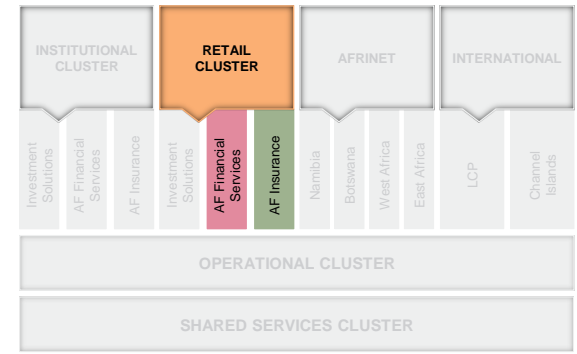 INSTITUTIONAL
CLUSTER
RETAIL
CLUSTER
AFRINET
INTERNATIONAL
Investment
Solutions
AF Financial
Services
AF Insurance
Investment
Solutions
AF Financial
Services
AF Insurance
Namibia
Botswana
West Africa
East Africa
LCP
Channel
Islands
OPERATIONAL CLUSTER
SHARED SERVICES CLUSTER